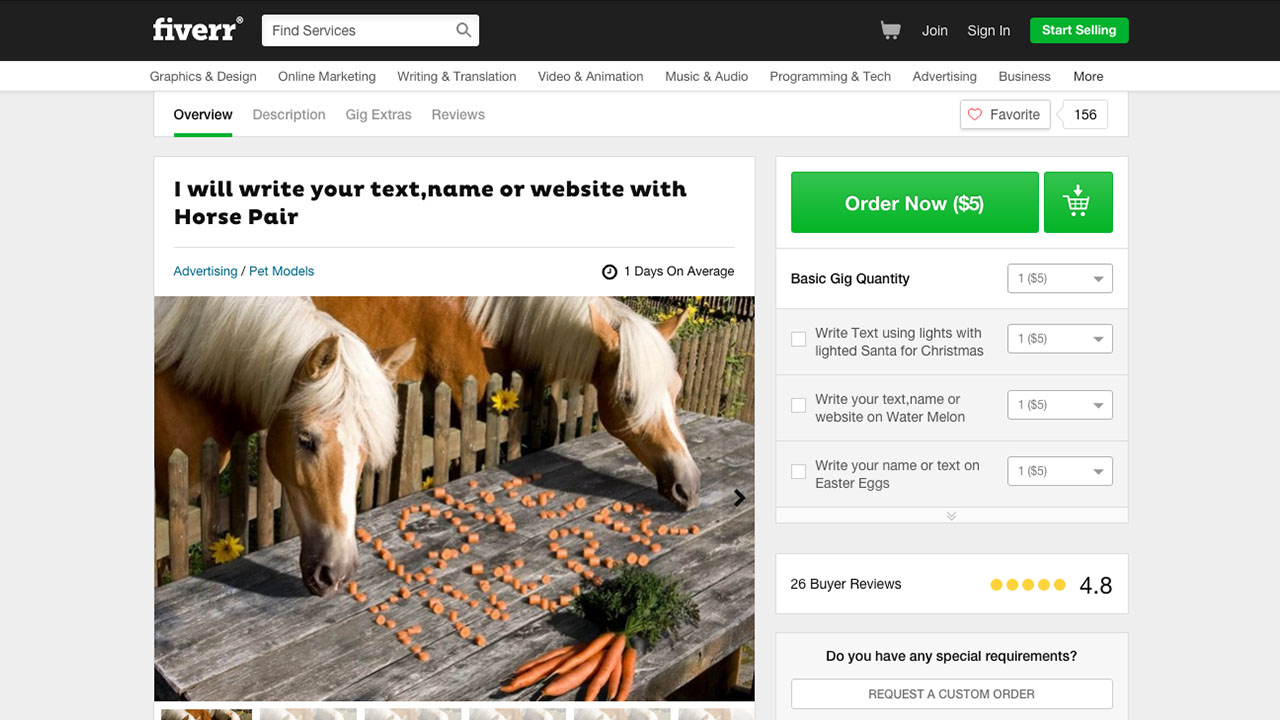 fiverr®
Find Services
Join
Sign In
Start Selling
Graphics & Design
Online Marketing
Writing & Translation
Video & Animation
Music & Audio
Programming & Tech
Advertising
Business
More
Overview
Description
Gig Extras
Reviews
Favorite
156
I will write your text,name or website with
Horse Pair
Advertising / Pet Models
1 Days On Average
Order Now ($5)
Basic Gig Quantity
1 ($5)
Write Text using lights with
lighted Santa for Christmas
1 ($5)
Write your text,name or
website on Water Melon
1 ($5)
Write your name or text on
Easter Eggs
1 ($5)
26 Buyer Reviews
4.8
Do you have any special requirements?
REQUEST A CUSTOM ORDER